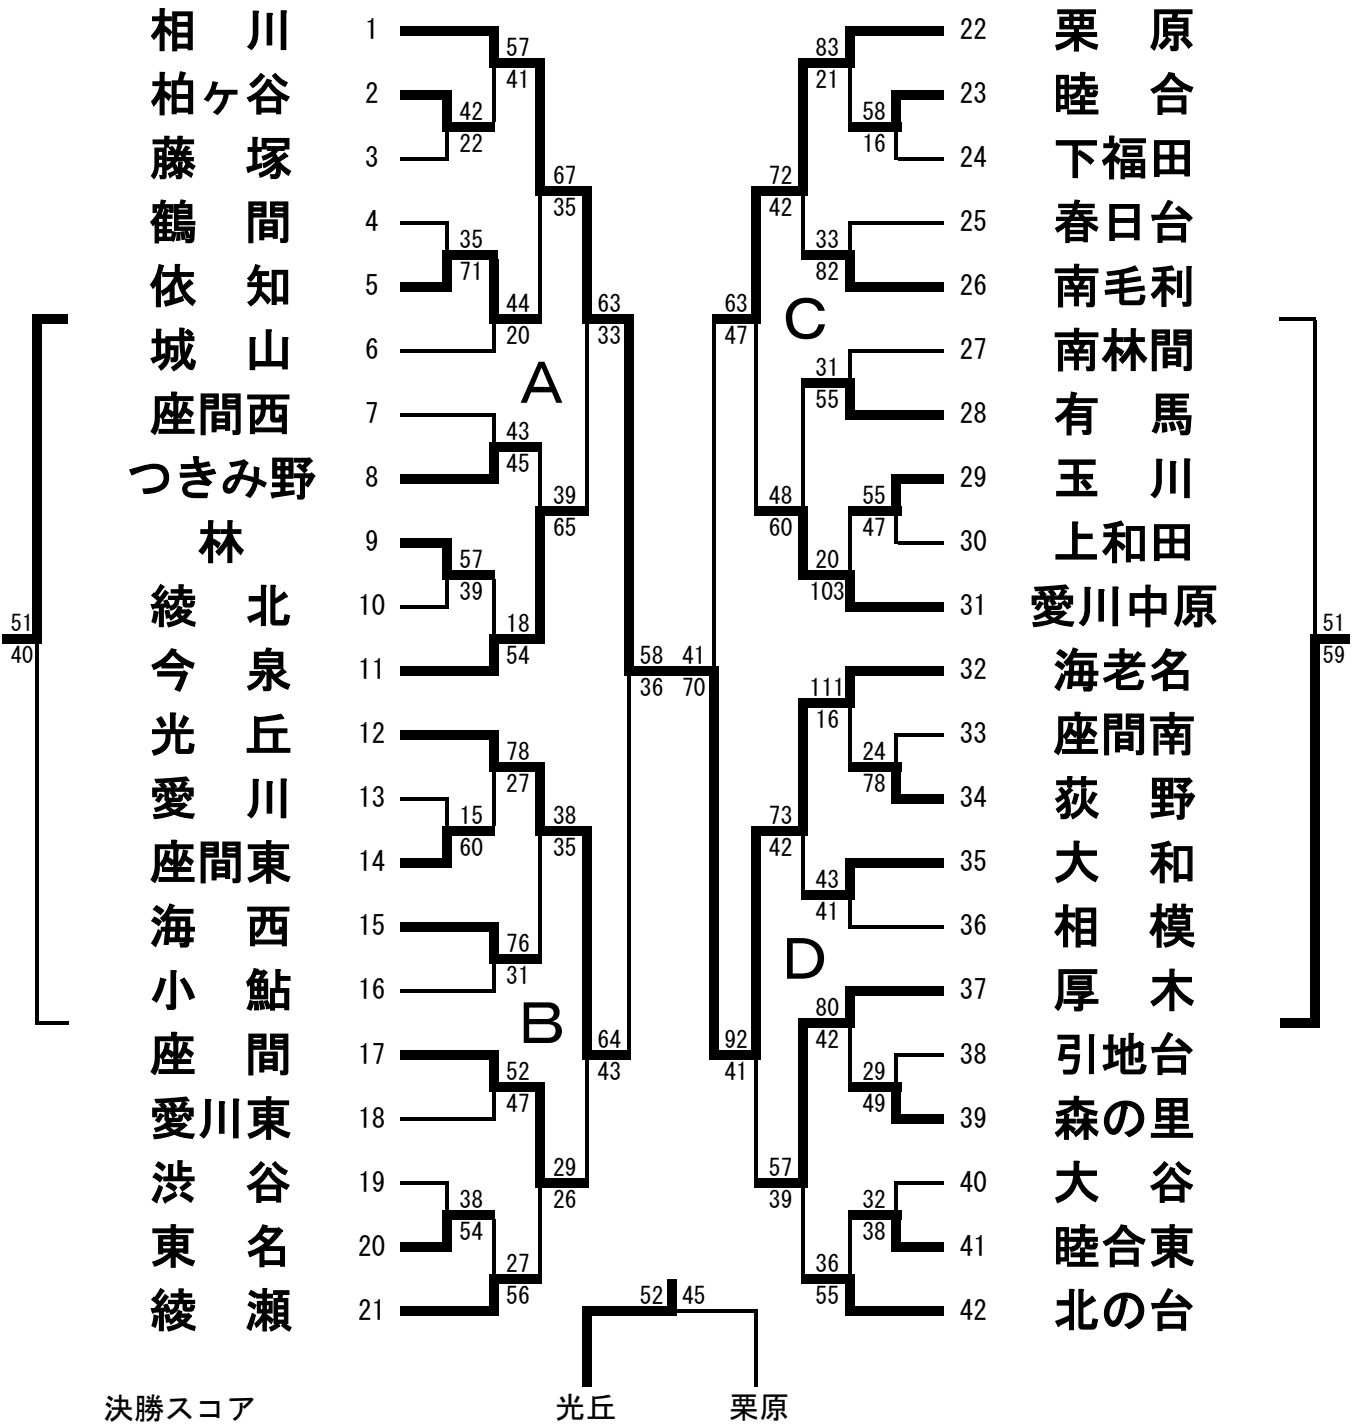 相　川 1
柏ヶ谷 2
藤　塚 3
鶴　間 4
依　知 5
城　山 6
座間西 7
つきみ野 8
林 9
綾　北 10
今　泉 11
光　丘 12
愛　川 13
座間東 14
海　西 15
小　鮎 16
座　間 17
愛川東 18
渋　谷 19
東　名 20
綾　瀬 21
57
41
42
22
67
35
35
71
44
20
63
33
A
43
45
39
65
57
39
18
54
51
40
58
36
78
27
15
60
38
35
76
31
B
64
43
52
47
29
26
38
54
27
56
41
70
83
21
58
16
72
42
33
82
63
47
C
31
55
48
60
55
47
20
103
51
59
111
16
24
78
73
42
43
41
D
92
41
80
42
29
49
57
39
32
38
36
55
22 栗　原
23 睦　合
24 下福田
25 春日台
26 南毛利
27 南林間
28 有　馬
29 玉　川
30 上和田
31 愛川中原
32 海老名
33 座間南
34 荻　野
35 大　和
36 相　模
37 厚　木
38 引地台
39 森の里
40 大　谷
41 睦合東
42 北の台
52 45
決勝スコア 光丘 栗原